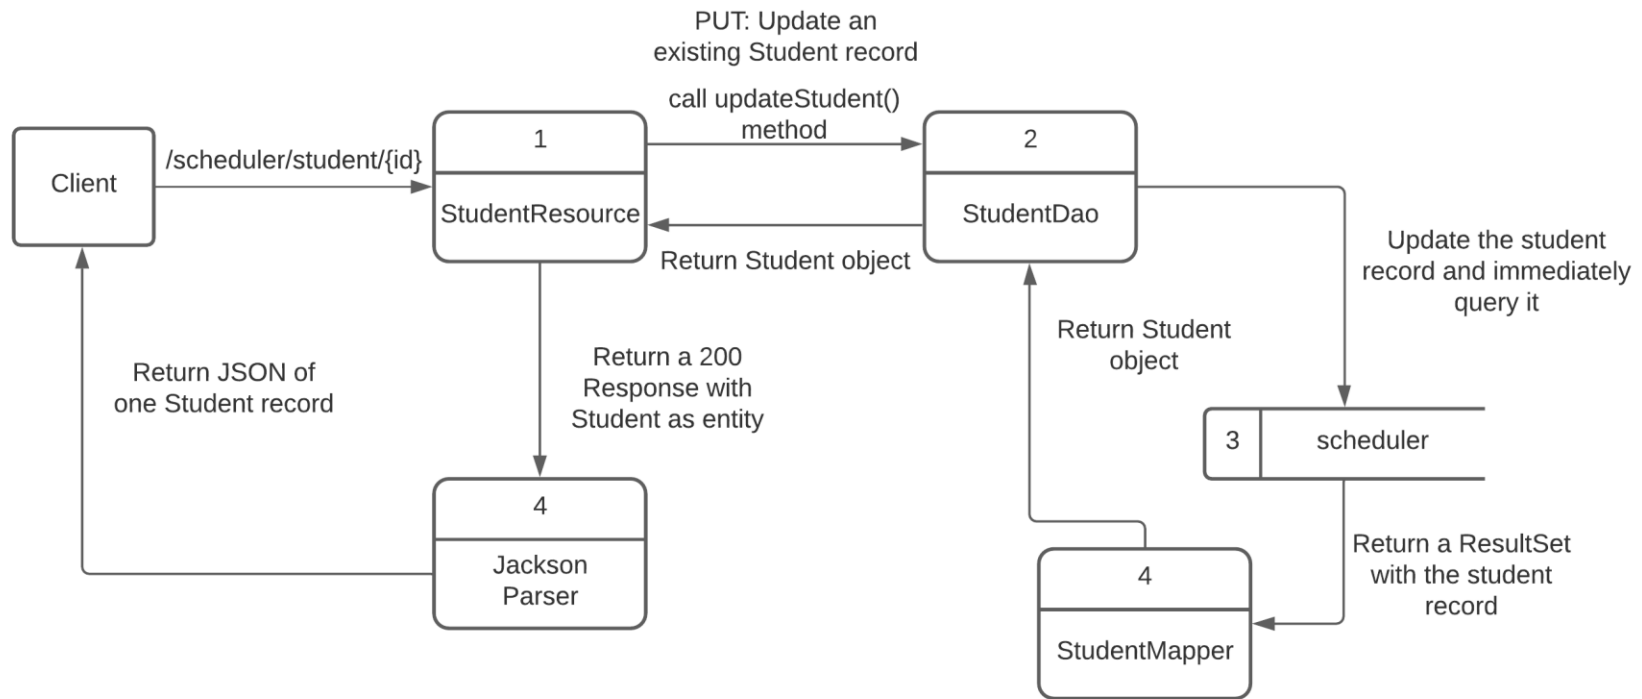 PUT: Update an
existing Student record
call updateStudent()
method
Client
/scheduler/student/{id}
1
StudentResource
2
StudentDao
Return Student object
Update the student
record and immediately
query it
Return Student
object
Return JSON of
one Student record
Return a 200
Response with
Student as entity
3
scheduler
4
Jackson
Parser
4
StudentMapper
Return a ResultSet
with the student
record